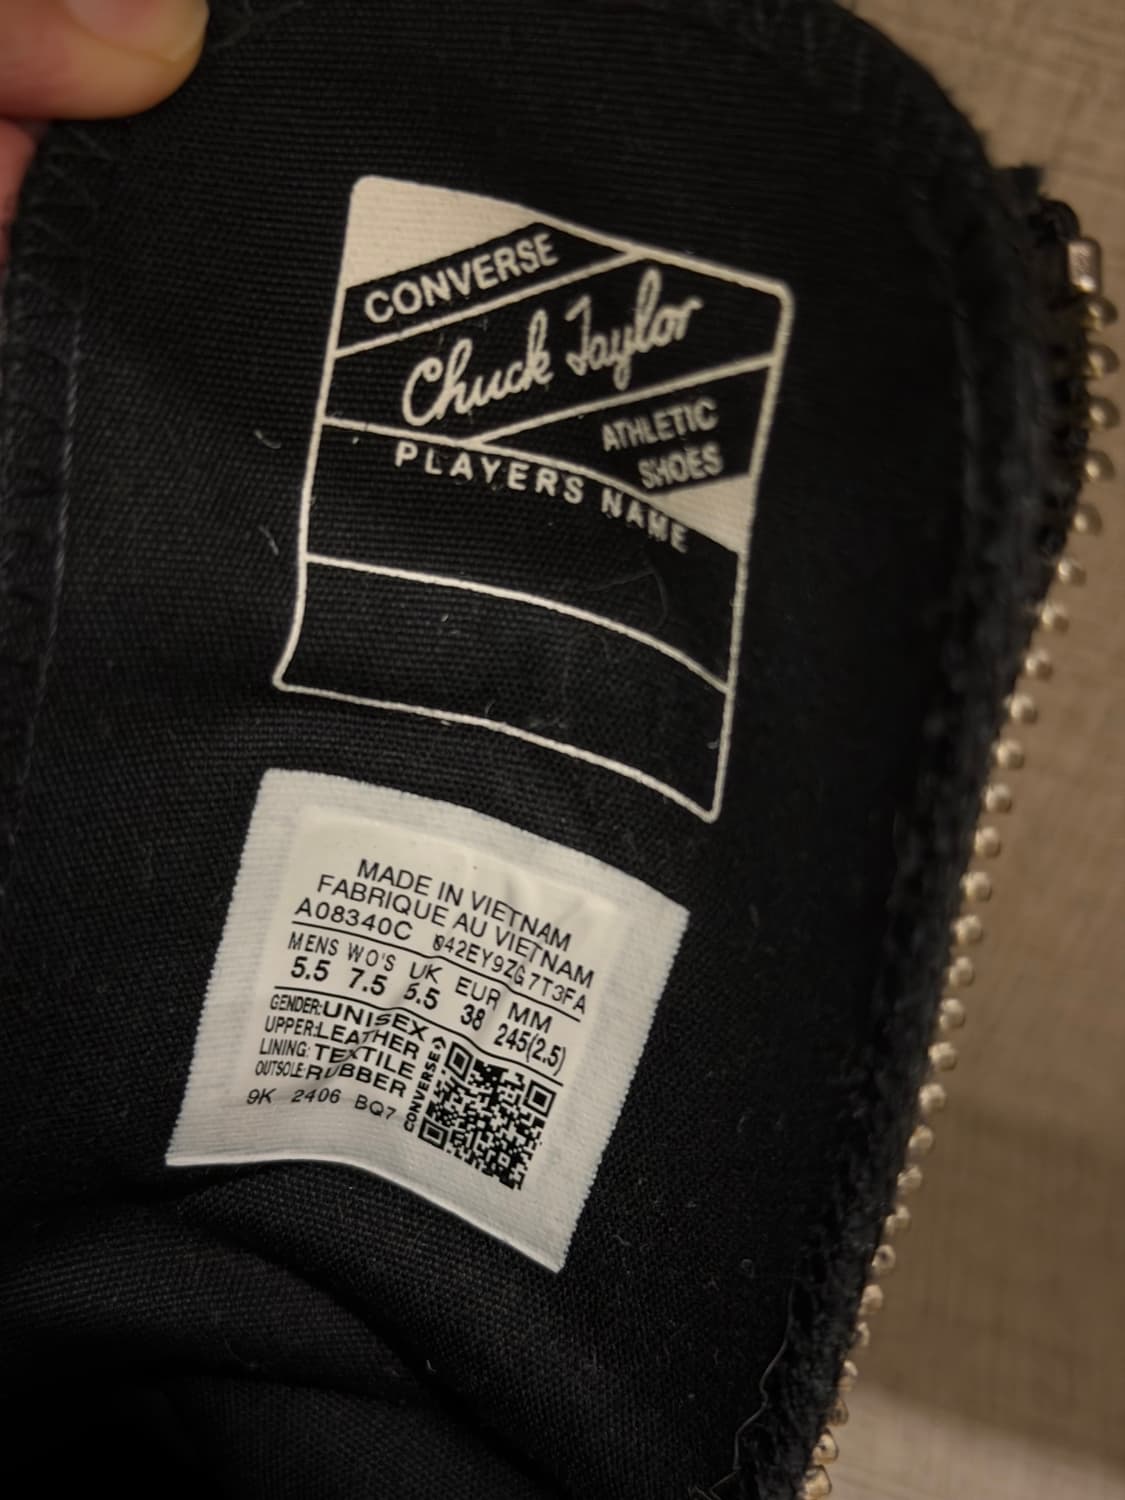 CONVERSE
Chuck Taylor
ATHLETIC
SHOES
PLAYERS NAME
MADE IN VIETNAM
FABRIQUE AU VIETNAM
A08340C 042EY9ZG7T3FA
MENS WO'S UK EUR MM
5.5 7.5 5.5 38 245(2.5)
GENDER:UNISEX
UPPER:LEATHER
LINING: TEXTILE
OUTSOLE:RUBBER
9K 2406 BQ7
CONVERSE